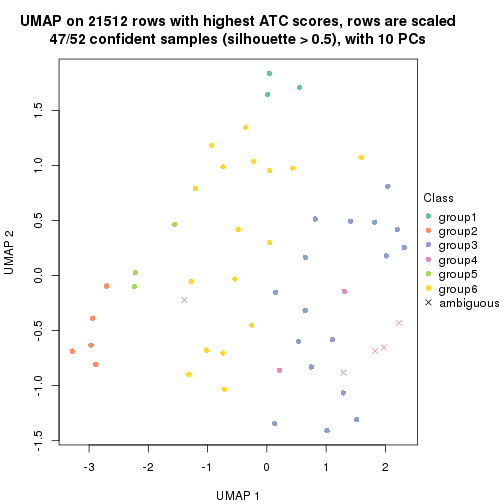 UMAP on 21512 rows with highest ATC scores, rows are scaled
47/52 confident samples (silhouette > 0.5), with 10 PCs
1.5
1.0
0.5
0.0
-0.5
-1.0
-1.5
UMAP 2
-3
-2
-1
0
1
2
UMAP 1
Class
group1
group2
group3
group4
group5
group6
ambiguous